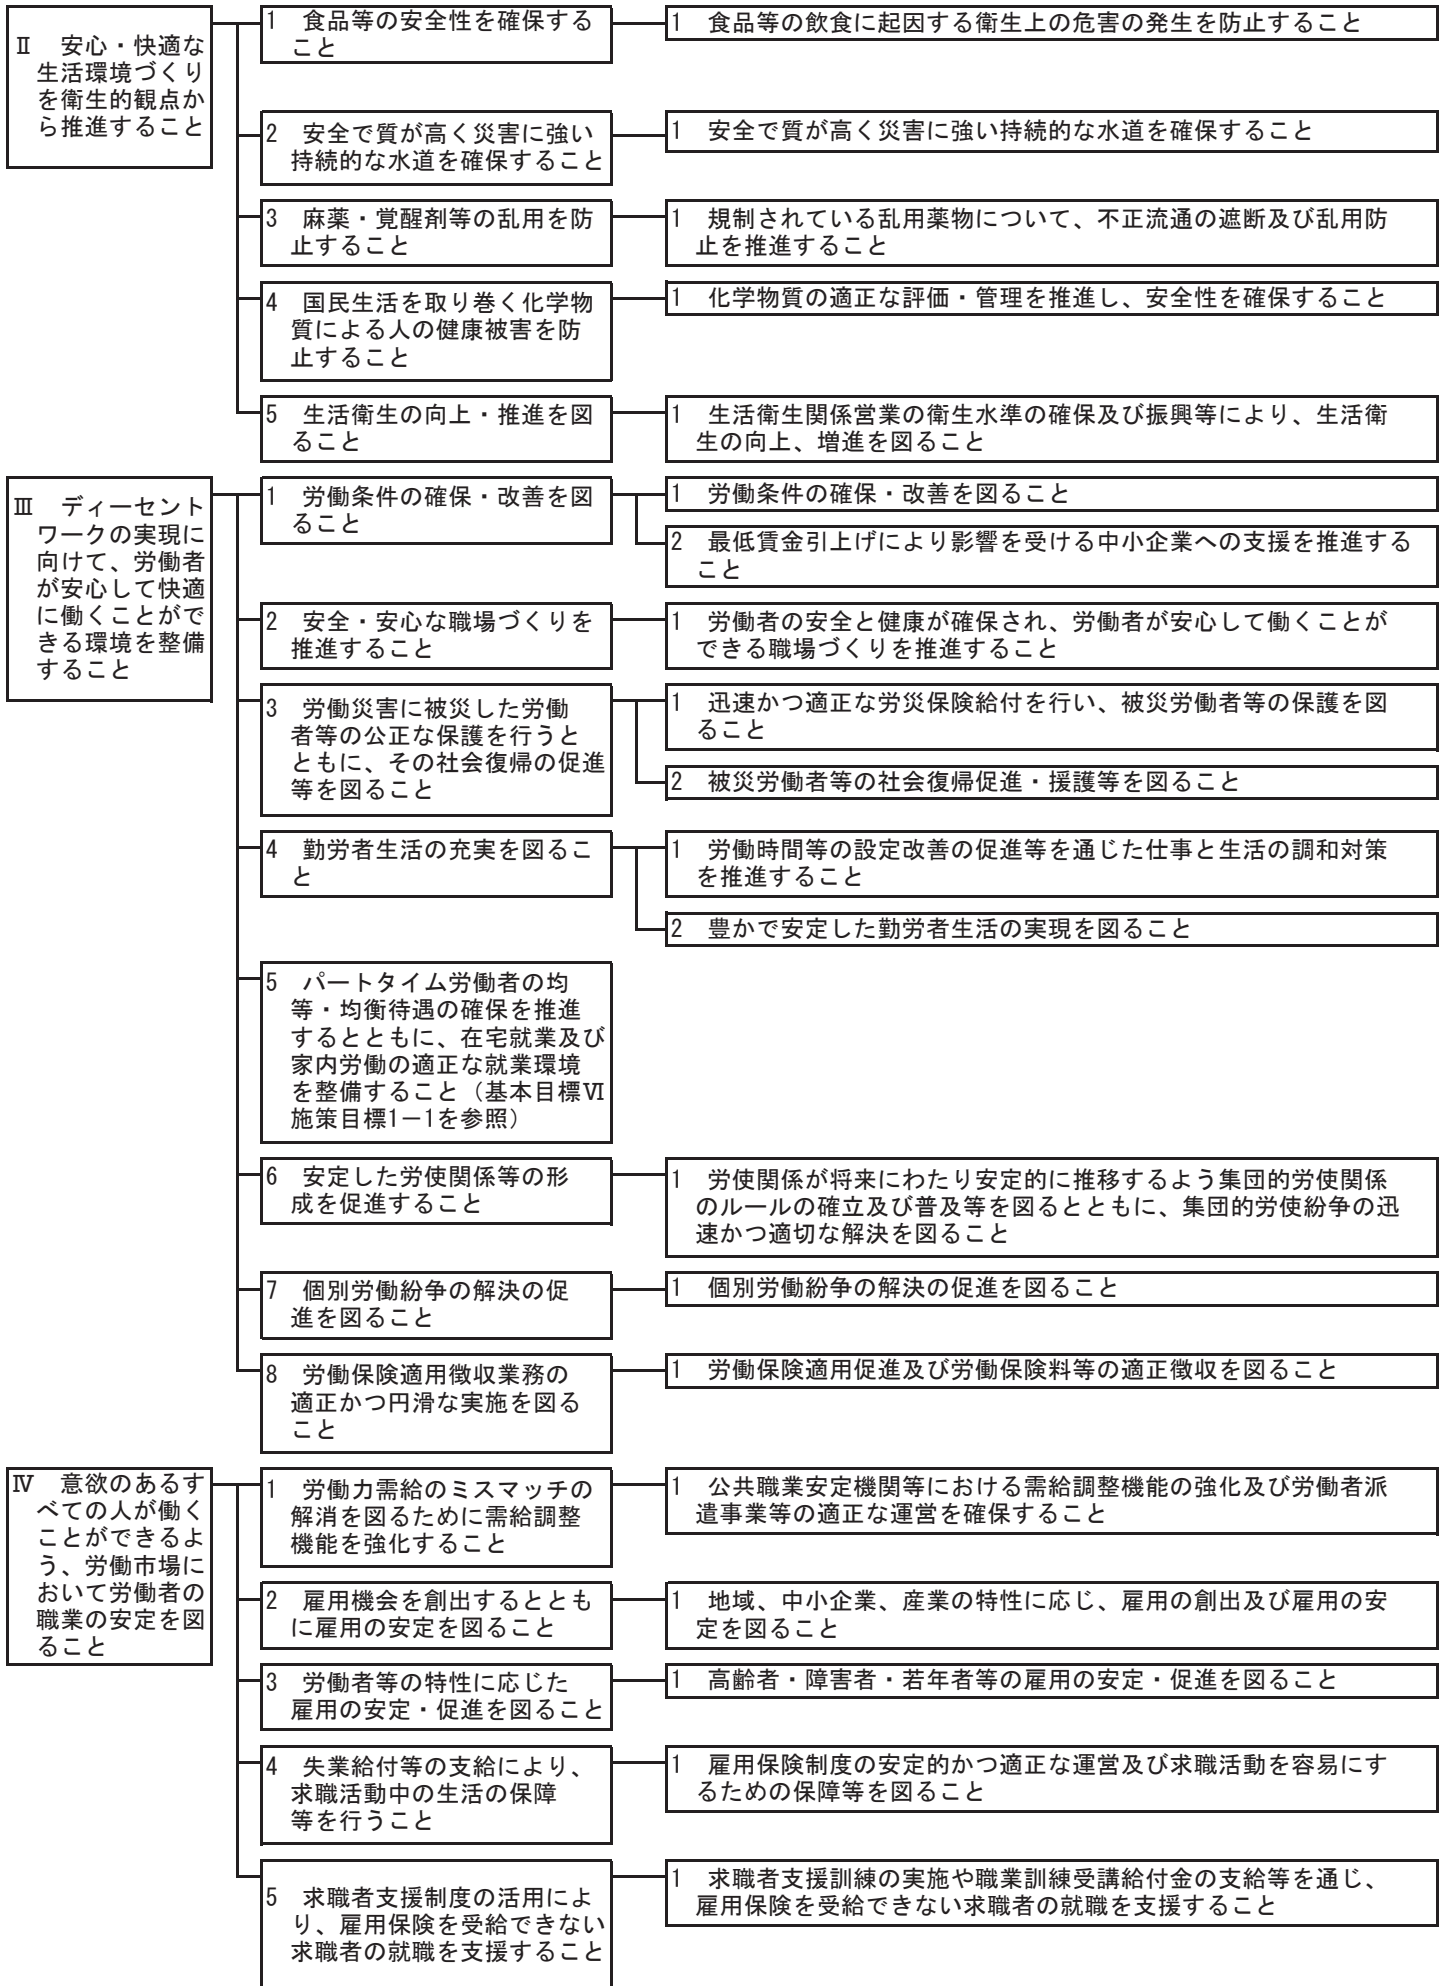 Ⅱ　安心・快適な
生活環境づくり
を衛生的観点か
ら推進すること
1　食品等の安全性を確保する
こと
1　食品等の飲食に起因する衛生上の危害の発生を防止すること
2　安全で質が高く災害に強い
持続的な水道を確保すること
1　安全で質が高く災害に強い持続的な水道を確保すること
3　麻薬・覚醒剤等の乱用を防
止すること
1　規制されている乱用薬物について、不正流通の遮断及び乱用防
止を推進すること
4　国民生活を取り巻く化学物
質による人の健康被害を防
止すること
1　化学物質の適正な評価・管理を推進し、安全性を確保すること
5　生活衛生の向上・推進を図
ること
1　生活衛生関係営業の衛生水準の確保及び振興等により、生活衛
生の向上、増進を図ること
Ⅲ　ディーセント
ワークの実現に
向けて、労働者
が安心して快適
に働くことがで
きる環境を整備
すること
1　労働条件の確保・改善を図
ること
1　労働条件の確保・改善を図ること
2　最低賃金引上げにより影響を受ける中小企業への支援を推進する
こと
2　安全・安心な職場づくりを
推進すること
1　労働者の安全と健康が確保され、労働者が安心して働くことが
できる職場づくりを推進すること
3　労働災害に被災した労働
者等の公正な保護を行うと
ともに、その社会復帰の促進
等を図ること
1　迅速かつ適正な労災保険給付を行い、被災労働者等の保護を図
ること
2　被災労働者等の社会復帰促進・援護等を図ること
4　勤労者生活の充実を図るこ
と
1　労働時間等の設定改善の促進等を通じた仕事と生活の調和対策
を推進すること
2　豊かで安定した勤労者生活の実現を図ること
5　パートタイム労働者の均
等・均衡待遇の確保を推進
するとともに、在宅就業及び
家内労働の適正な就業環境
を整備すること（基本目標Ⅵ
施策目標1－1を参照）
6　安定した労使関係等の形
成を促進すること
1　労使関係が将来にわたり安定的に推移するよう集団的労使関係
のルールの確立及び普及等を図るとともに、集団的労使紛争の迅
速かつ適切な解決を図ること
7　個別労働紛争の解決の促
進を図ること
1　個別労働紛争の解決の促進を図ること
8　労働保険適用徴収業務の
適正かつ円滑な実施を図る
こと
1　労働保険適用促進及び労働保険料等の適正徴収を図ること
Ⅳ　意欲のあるす
べての人が働く
ことができるよ
う、労働市場に
おいて労働者の
職業の安定を図
ること
1　労働力需給のミスマッチの
解消を図るために需給調整
機能を強化すること
1　公共職業安定機関等における需給調整機能の強化及び労働者派
遣事業等の適正な運営を確保すること
2　雇用機会を創出するととも
に雇用の安定を図ること
1　地域、中小企業、産業の特性に応じ、雇用の創出及び雇用の安
定を図ること
3　労働者等の特性に応じた
雇用の安定・促進を図ること
1　高齢者・障害者・若年者等の雇用の安定・促進を図ること
4　失業給付等の支給により、
求職活動中の生活の保障
等を行うこと
1　雇用保険制度の安定的かつ適正な運営及び求職活動を容易にす
るための保障等を図ること
5　求職者支援制度の活用によ
り、雇用保険を受給できない
求職者の就職を支援すること
1　求職者支援訓練の実施や職業訓練受講給付金の支給等を通じ、
雇用保険を受給できない求職者の就職を支援すること